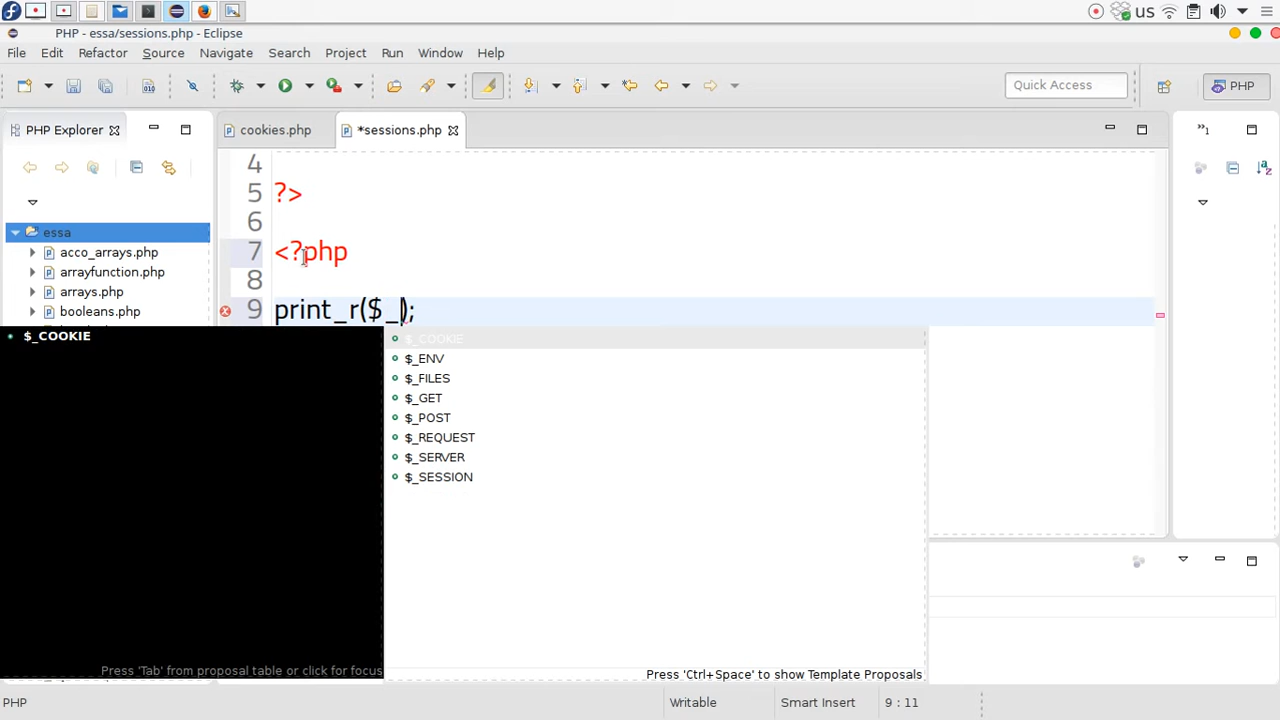 us
PHP - essa/sessions.php - Eclipse
File Edit Refactor Source Navigate Search Project Run Window Help
Quick Access
PHP
PHP Explorer
cookies.php
*sessions.php
»1
essa
acco_arrays.php
arrayfunction.php
arrays.php
booleans.php
4
5 ?>
6
7 <?php
8
9 print_r($_);
$_COOKIE
$_COOKIE
$_ENV
$_FILES
$_GET
$_POST
$_REQUEST
$_SERVER
$_SESSION
Press 'Tab' from proposal table or click for focus
Press 'Ctrl+Space' to show Template Proposals
PHP
Writable
Smart Insert
9 : 11